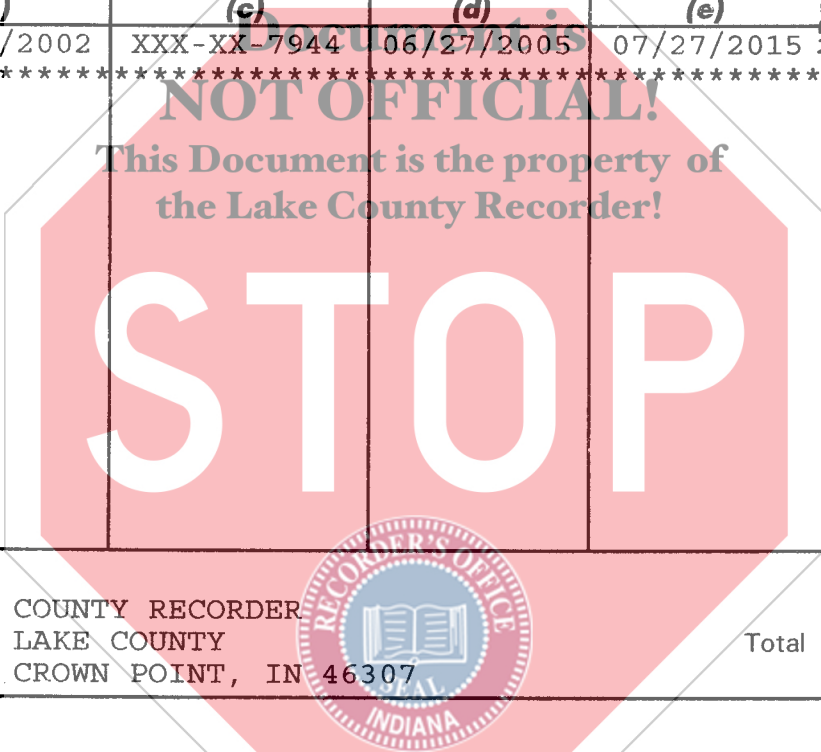 ) (c) (d) (e)
Document is
/2002 XXX-XX-7944 06/27/2005 07/27/2015
*********************************************************
NOT OFFICIAL!
This Document is the property of
the Lake County Recorder!
STOP
COUNTY RECORDER
LAKE COUNTY
CROWN POINT, IN 46307
Total
RECORDER'S OFFICE
SEAL
INDIANA